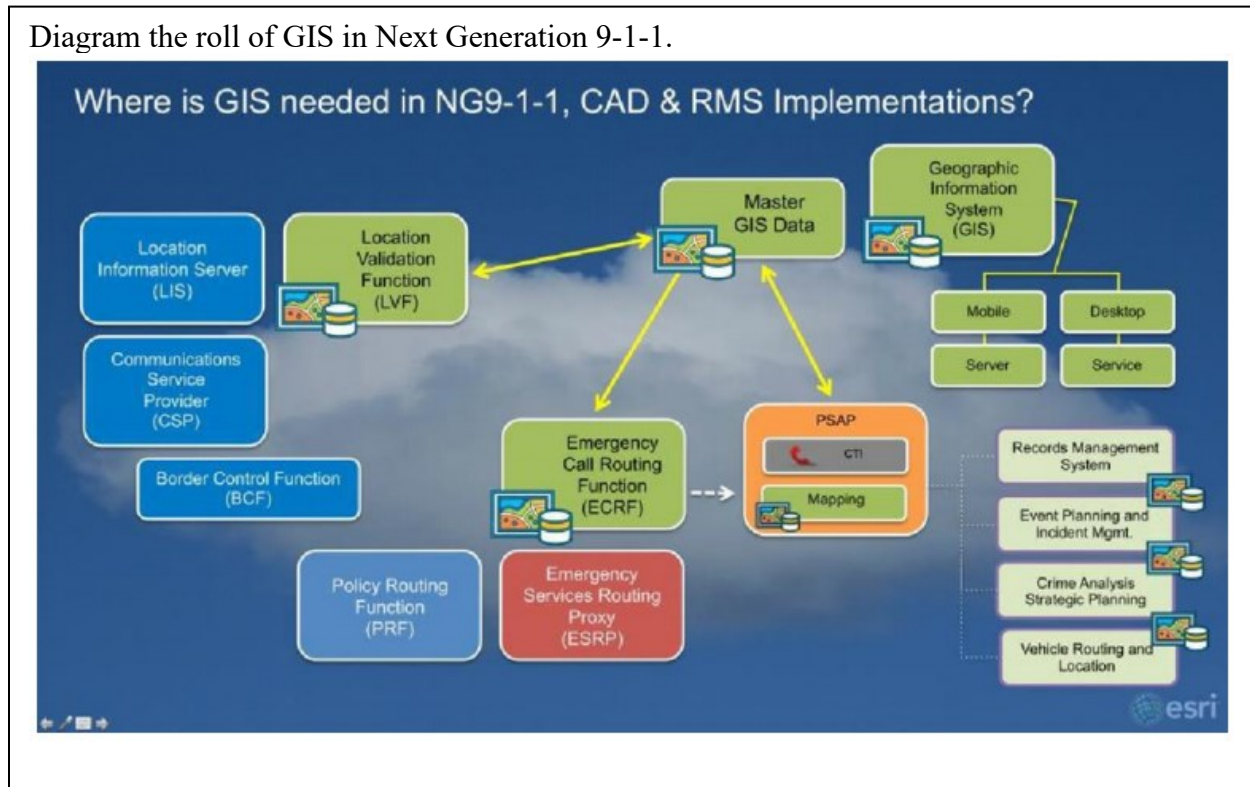 Diagram the roll of GIS in Next Generation 9-1-1.
Where is GIS needed in NG9-1-1, CAD & RMS Implementations?
Location
Information Server
(LIS)
Location
Validation
Function
(LVF)
Master
GIS Data
Geographic
Information
System
(GIS)
Mobile
Desktop
Server
Service
Communications
Service
Provider
(CSP)
Border Control Function
(BCF)
Emergency
Call Routing
Function
(ECRF)
PSAP
CTI
Mapping
Records Management
System
Event Planning and
Incident Mgmt.
Crime Analysis
Strategic Planning
Vehicle Routing and
Location
Policy Routing
Function
(PRF)
Emergency
Services Routing
Proxy
(ESRP)
esri